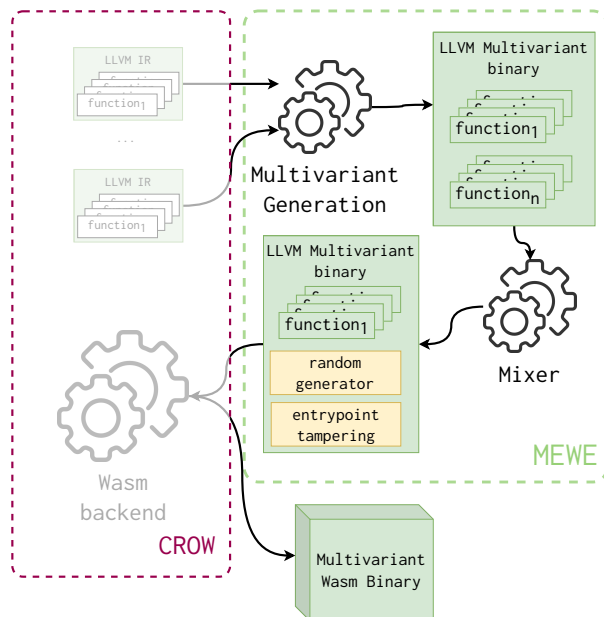 LLVM IR
function₁
...
LLVM IR
function₁
Multivariant
Generation
LLVM Multivariant
binary
function₁
functionₙ
Mixer
LLVM Multivariant
binary
function₁
random
generator
entrypoint
tampering
MEWE
Wasm
backend
CROW
Multivariant
Wasm Binary